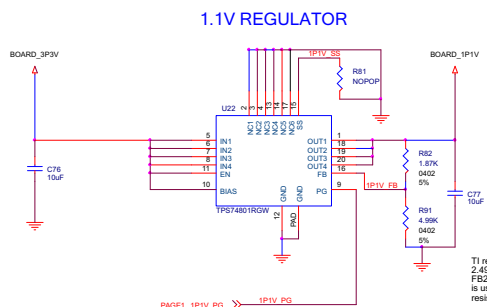 1.1V REGULATOR
BOARD_3P3V
BOARD_1P1V
1P1V_SS
R81
NOPOP
2
3
4
13
14
17
15
U22
NC1
NC2
NC3
NC4
NC5
NC6
SS
5
IN1
OUT1
1
6
IN2
OUT2
18
7
IN3
OUT3
19
8
IN4
OUT4
20
11
EN
FB
16
10
BIAS
PG
9
GND
GND
TPS74801RGW
12
PAD
C76
10uF
1P1V_FB
R82
1.87K
0402
5%
R91
4.99K
0402
5%
C77
10uF
TI re
2.49
FB2
is us
resi
PAGE1_1P1V_PG
1P1V_PG